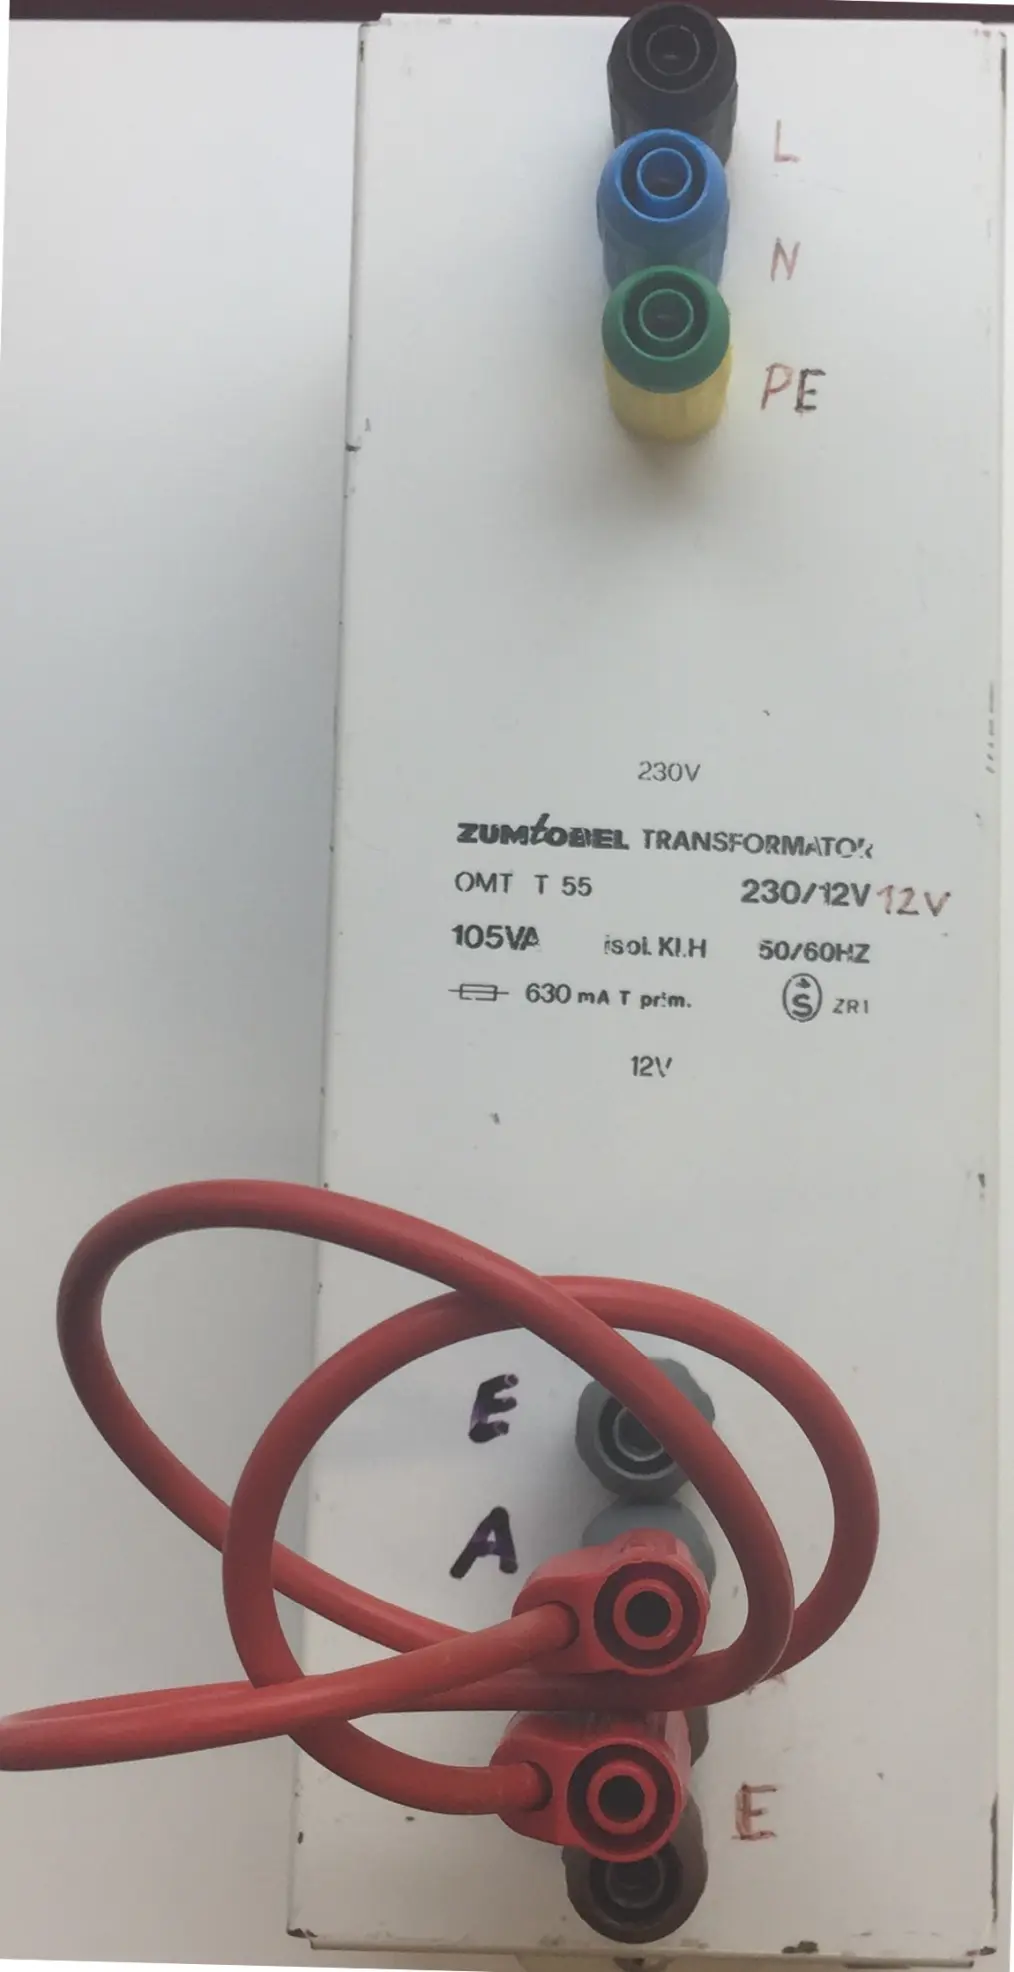 L
N
PE
230V
ZUMTOBEL TRANSFORMATOR
OMT T 55 230/12V 12V
105VA isol. Kl.H 50/60HZ
630 mA T prim. S ZR1
12V
E
A
E